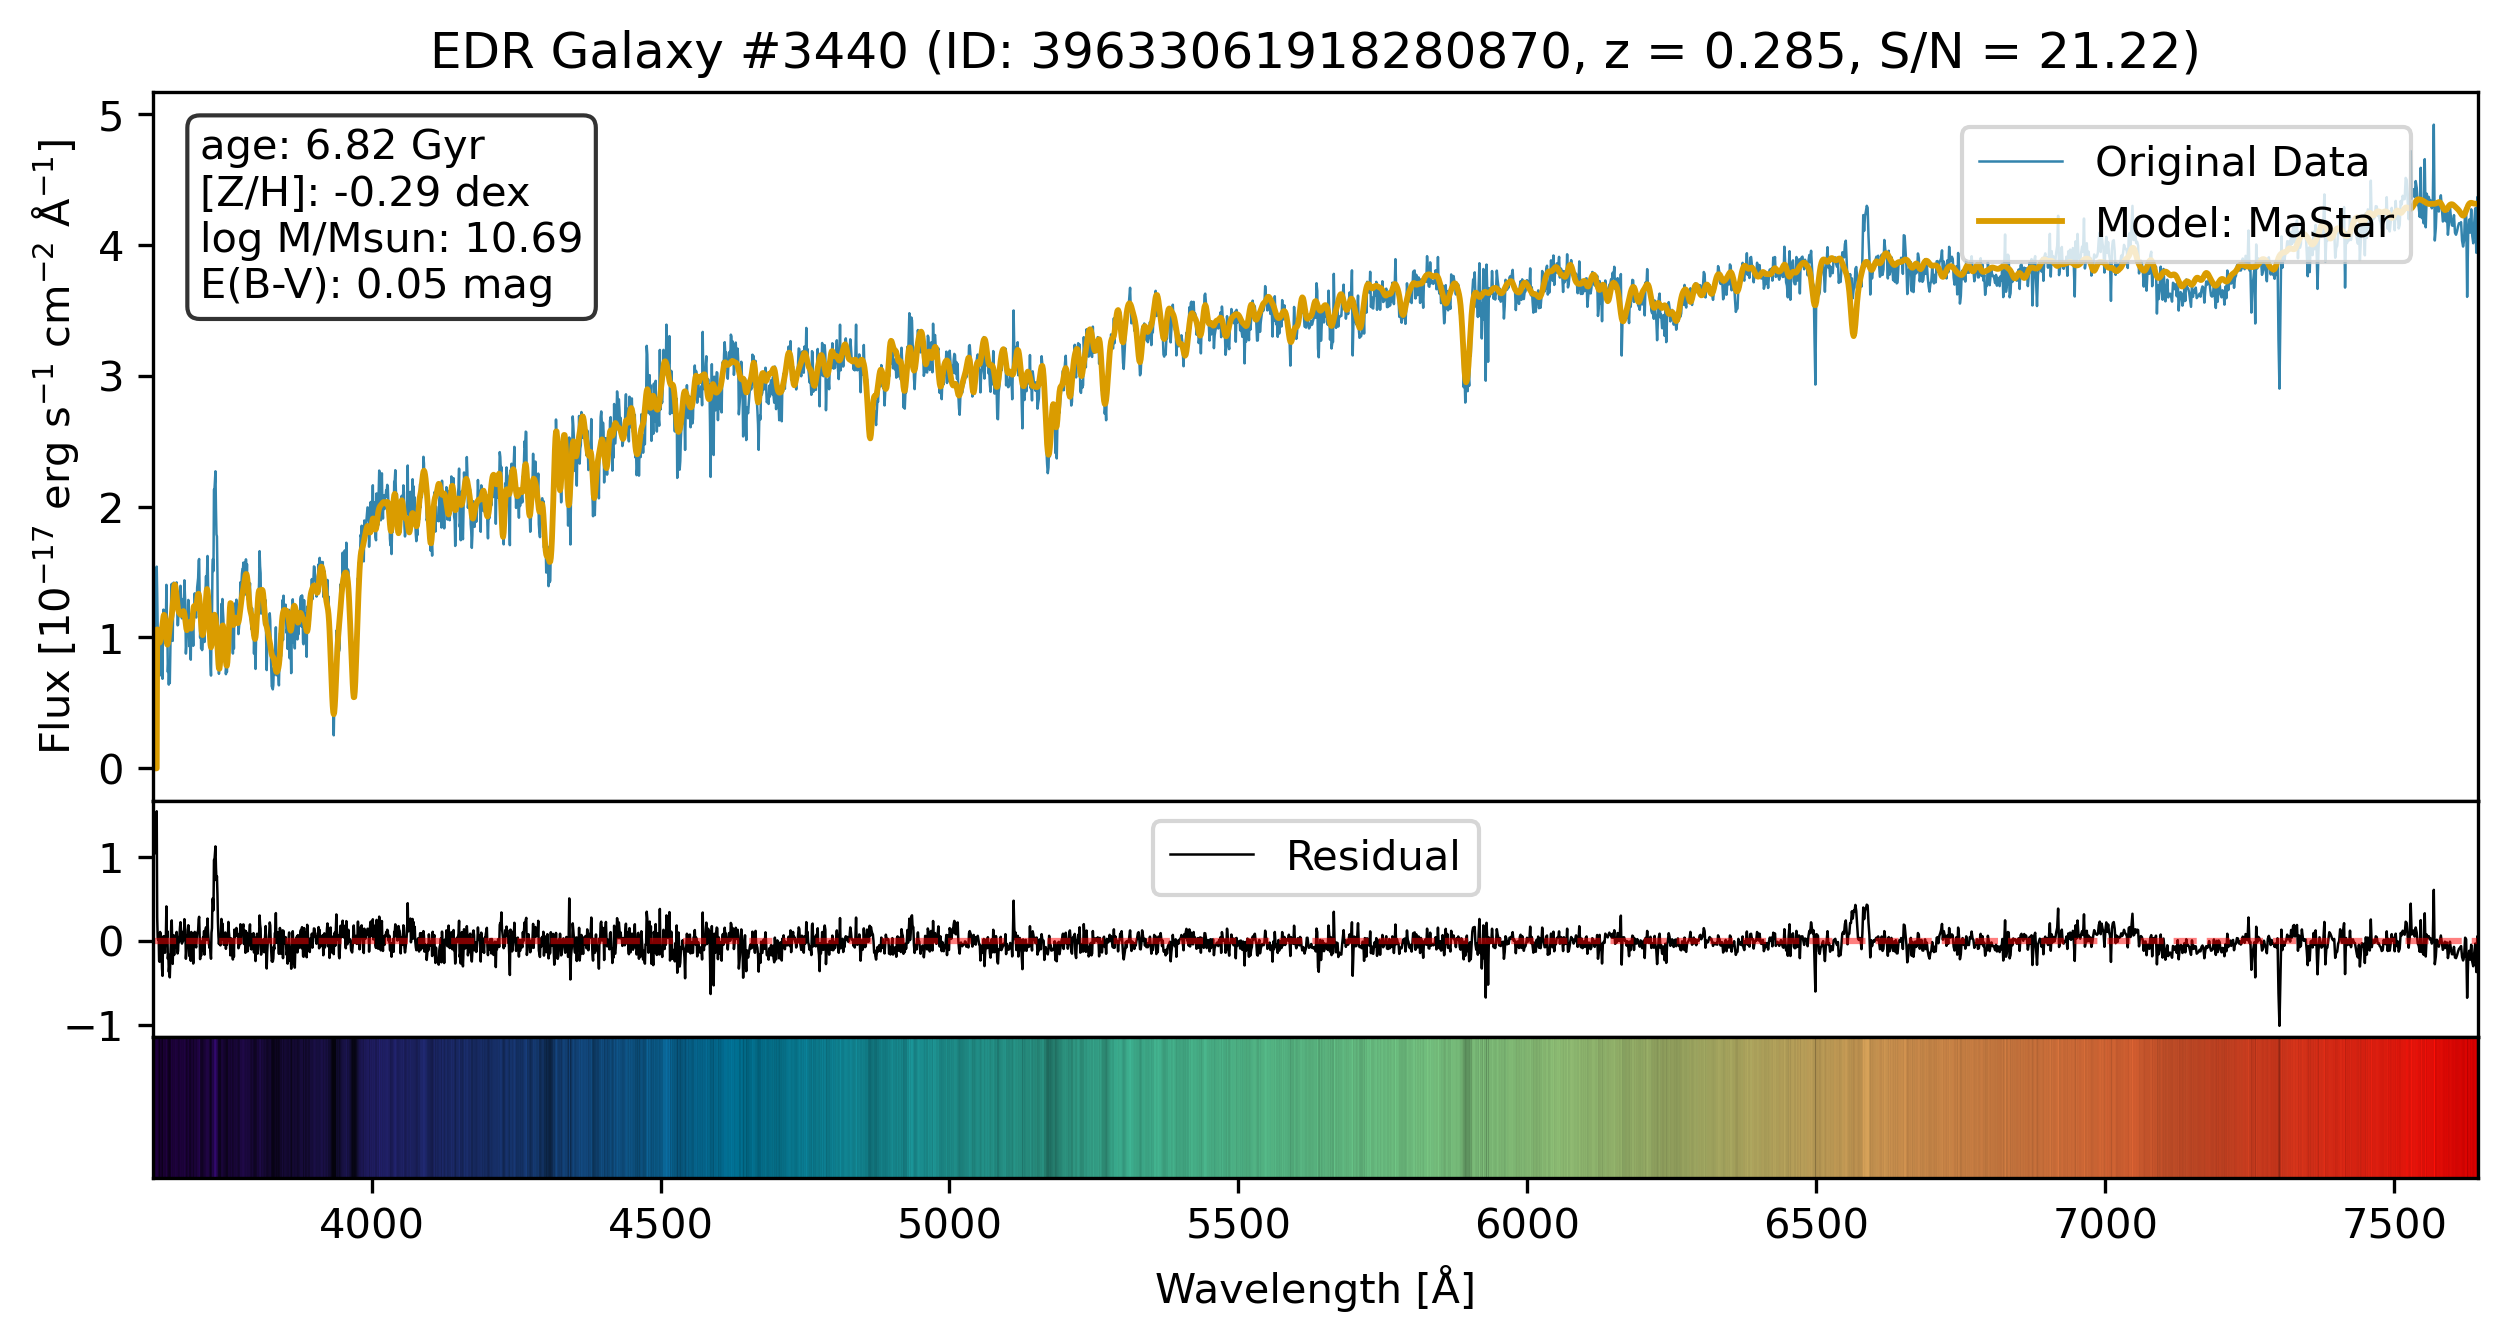 EDR Galaxy #3440 (ID: 39633061918280870, z = 0.285, S/N = 21.22)
age: 6.82 Gyr
[Z/H]: -0.29 dex
log M/Msun: 10.69
E(B-V): 0.05 mag
Original Data
Model: MaStar
Flux [10⁻¹⁷ erg s⁻¹ cm⁻² Å⁻¹]
5
4
3
2
1
0
Residual
1
0
−1
4000 4500 5000 5500 6000 6500 7000 7500
Wavelength [Å]